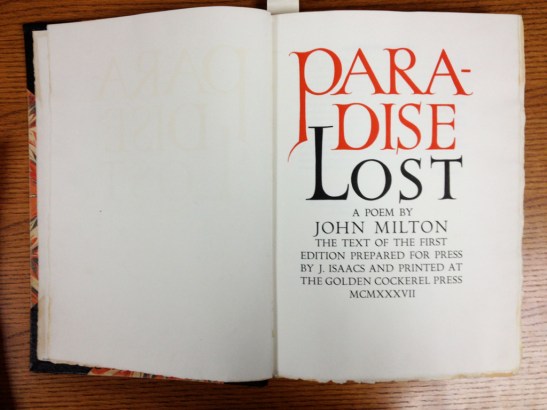 PARA-
DISE
LOST
A POEM BY
JOHN MILTON
THE TEXT OF THE FIRST
EDITION PREPARED FOR PRESS
BY J. ISAACS AND PRINTED AT
THE GOLDEN COCKEREL PRESS
MCMXXXVII